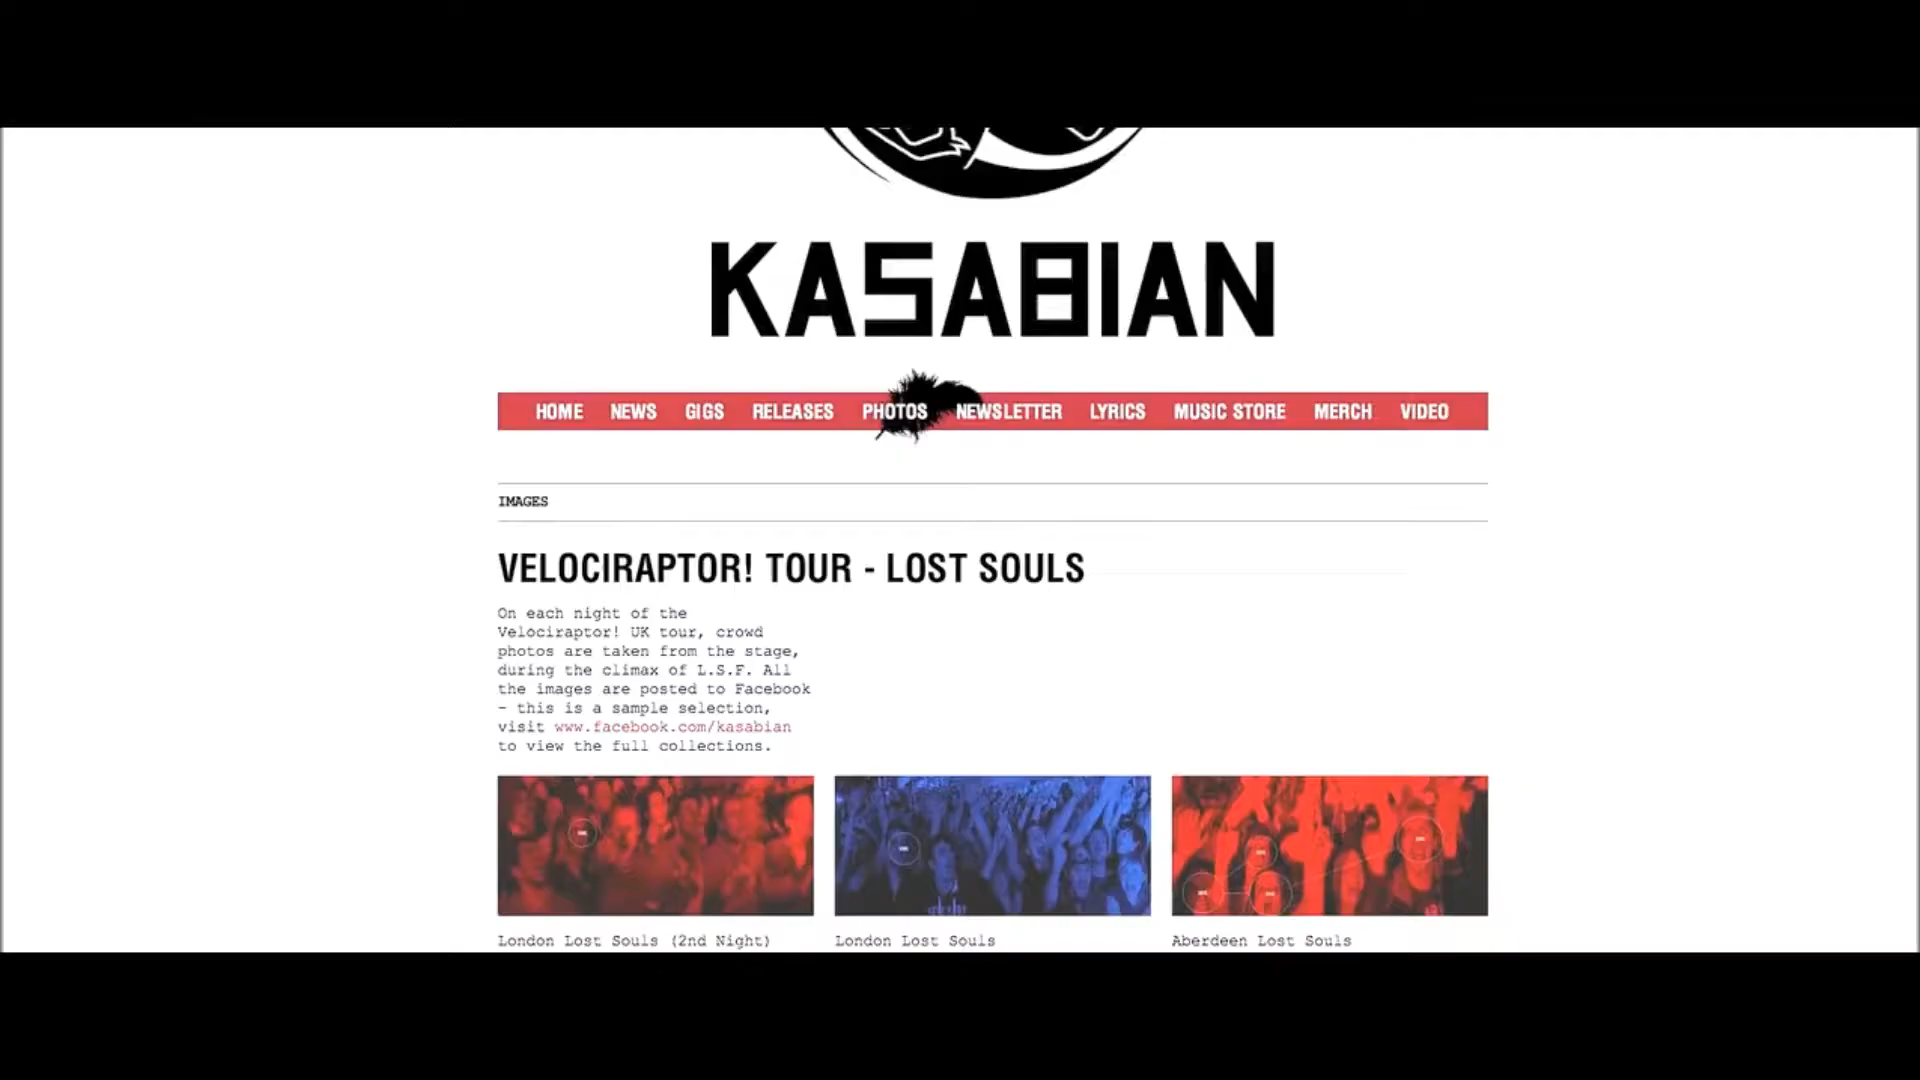 KASABIAN
HOME NEWS GIGS RELEASES PHOTOS NEWSLETTER LYRICS MUSIC STORE MERCH VIDEO
IMAGES
VELOCIRAPTOR! TOUR - LOST SOULS
On each night of the
Velociraptor! UK tour, crowd
photos are taken from the stage,
during the climax of L.S.F. All
the images are posted to Facebook
- this is a sample selection,
visit www.facebook.com/kasabian
to view the full collections.
London Lost Souls (2nd Night)
London Lost Souls
Aberdeen Lost Souls